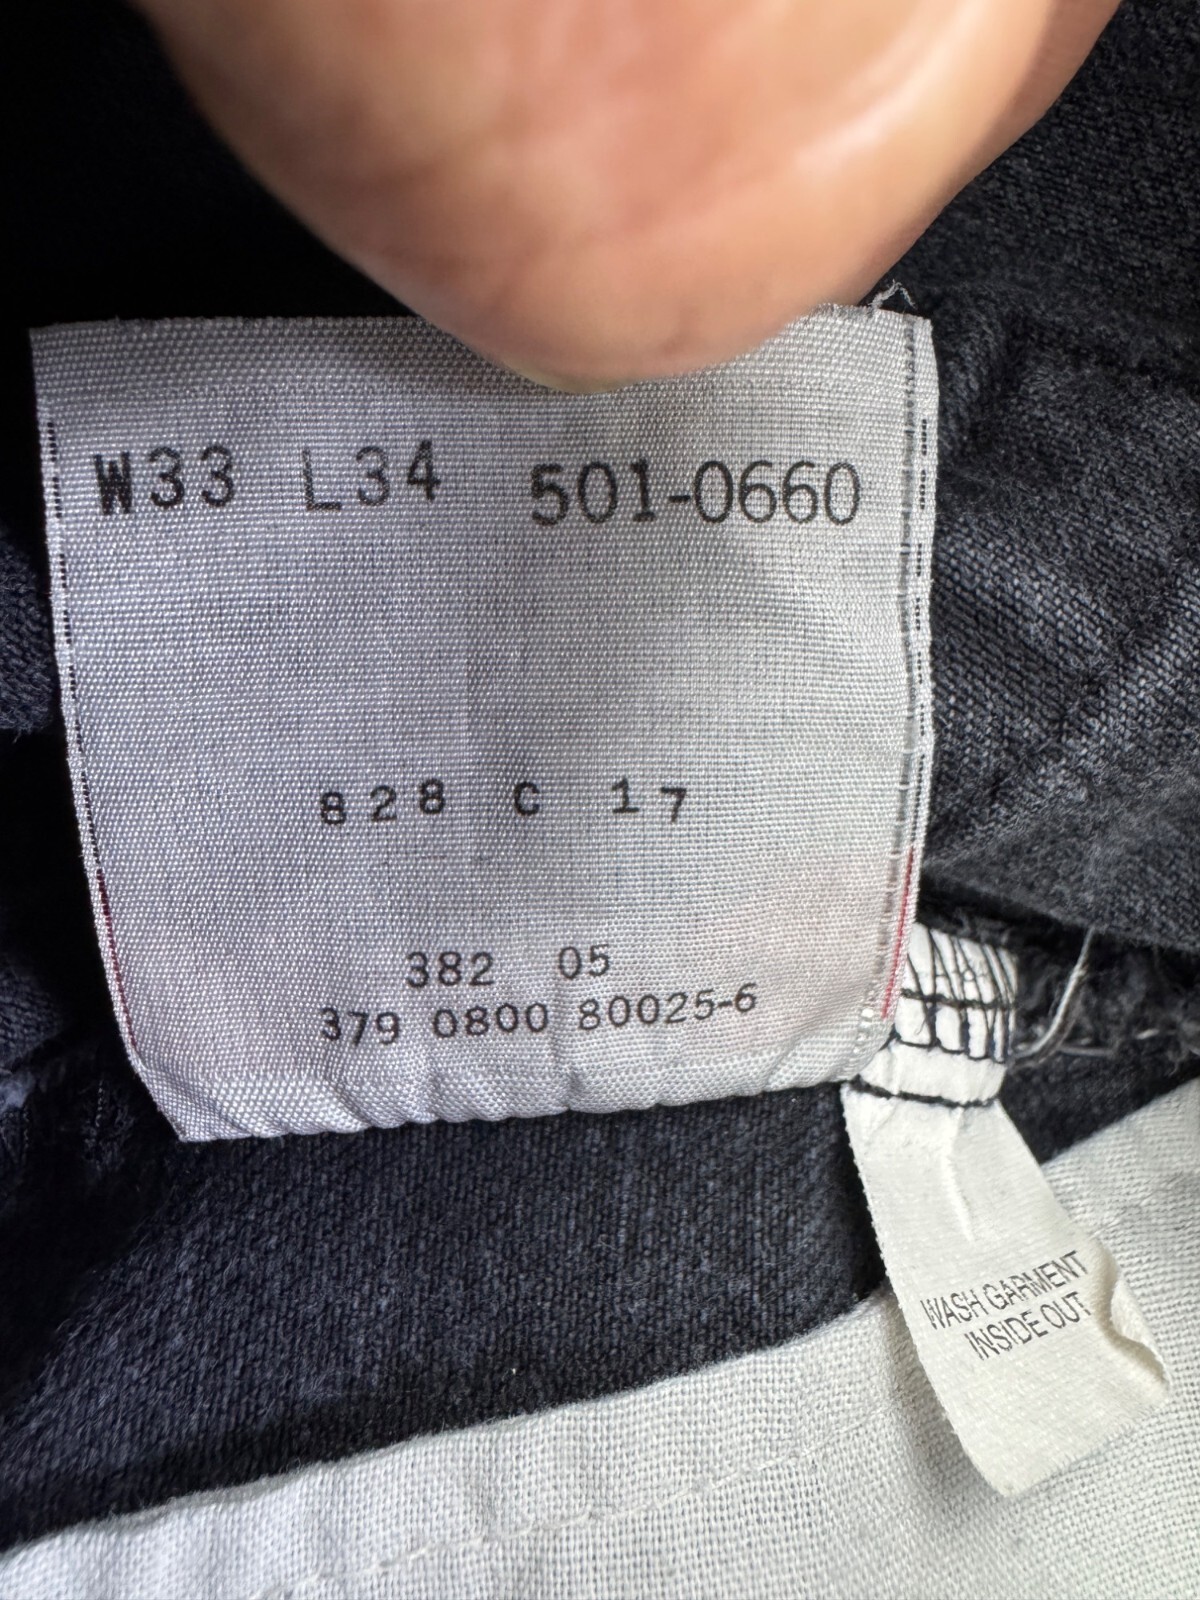 W33 L34 501-0660
828 C 17
382 05
379 0800 80025-6
WASH GARMENT
INSIDE OUT